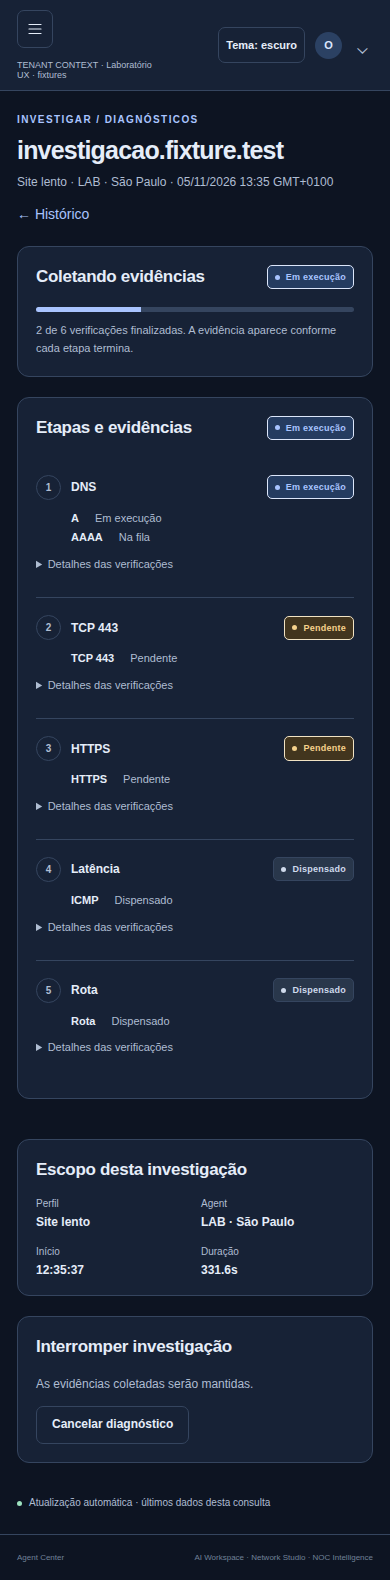 TENANT CONTEXT · Laboratório
UX · fixtures
Tema: escuro
O
INVESTIGAR / DIAGNÓSTICOS
investigacao.fixture.test
Site lento · LAB · São Paulo · 05/11/2026 13:35 GMT+0100
← Histórico
Coletando evidências
Em execução
2 de 6 verificações finalizadas. A evidência aparece conforme
cada etapa termina.
Etapas e evidências
Em execução
1 DNS Em execução
A Em execução
AAAA Na fila
▶ Detalhes das verificações
2 TCP 443 Pendente
TCP 443 Pendente
▶ Detalhes das verificações
3 HTTPS Pendente
HTTPS Pendente
▶ Detalhes das verificações
4 Latência Dispensado
ICMP Dispensado
▶ Detalhes das verificações
5 Rota Dispensado
Rota Dispensado
▶ Detalhes das verificações
Escopo desta investigação
Perfil
Site lento
Agent
LAB · São Paulo
Início
12:35:37
Duração
331.6s
Interromper investigação
As evidências coletadas serão mantidas.
Cancelar diagnóstico
Atualização automática · últimos dados desta consulta
Agent Center
AI Workspace · Network Studio · NOC Intelligence